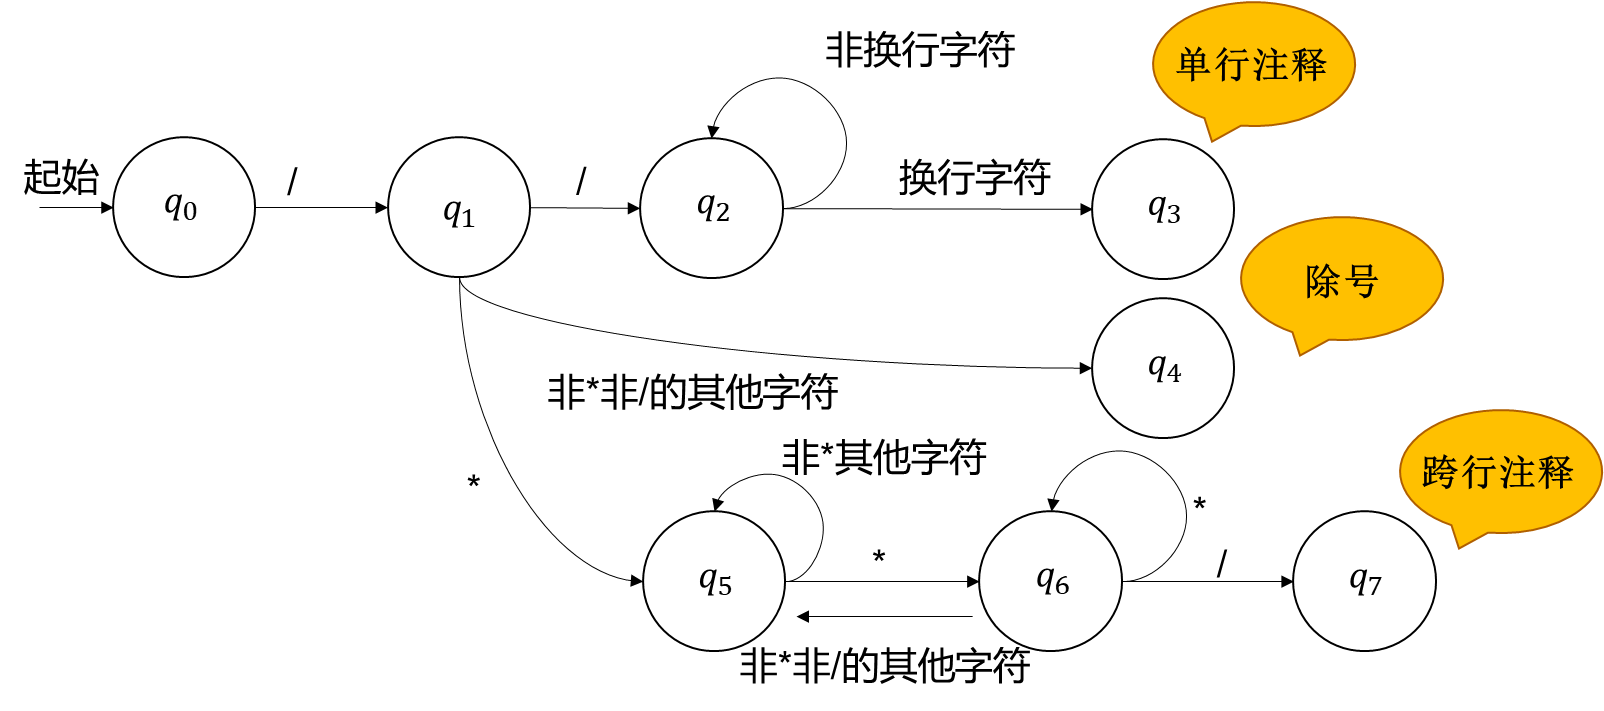 非换行字符
单行注释
起始
/
/
换行字符
q0
q1
q2
q3
除号
q4
非*非/的其他字符
非*其他字符
跨行注释
*
*
*
/
q5
q6
q7
非*非/的其他字符